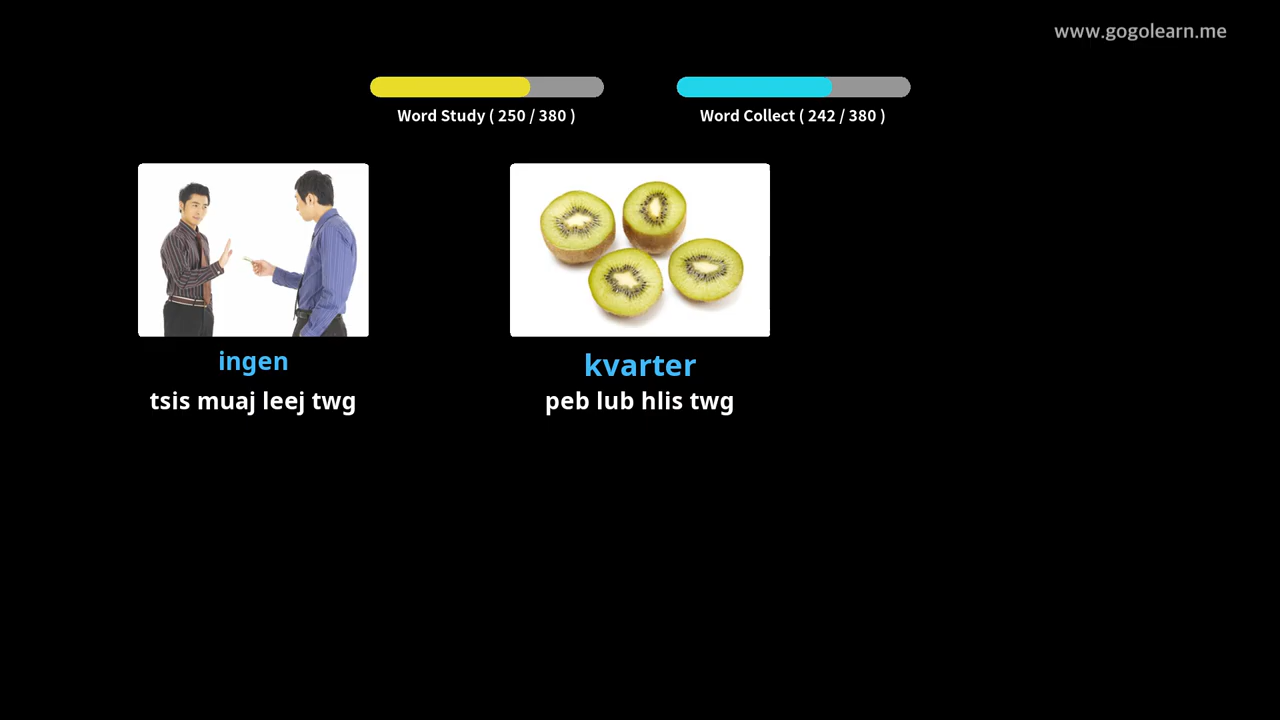 www.gogolearn.me
Word Study ( 250 / 380 )
Word Collect ( 242 / 380 )
ingen
tsis muaj leej twg
kvarter
peb lub hlis twg